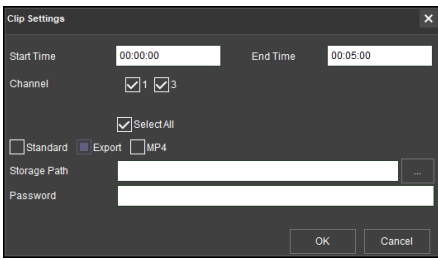 Clip Settings
Start Time 00:00:00 End Time 00:05:00
Channel 1 3
Select All
Standard Export MP4
Storage Path ...
Password
OK Cancel